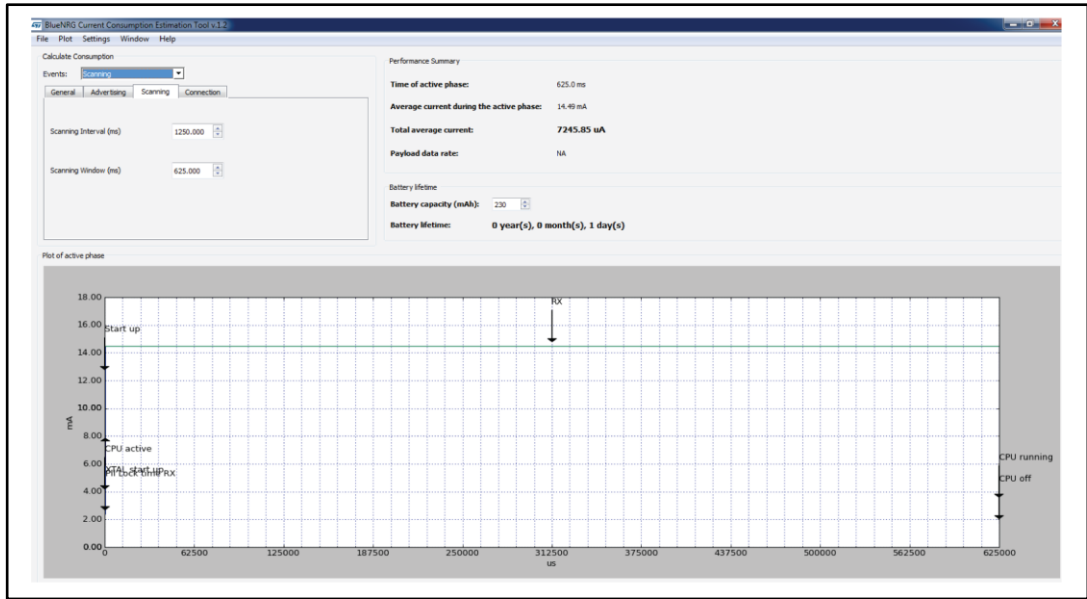 BlueNRG Current Consumption Estimation Tool v.1.2
File Plot Settings Window Help
Calculate Consumption
Events: Scanning
General Advertising Scanning Connection
Scanning Interval (ms) 1250.000
Scanning Window (ms) 625.000
Performance Summary
Time of active phase: 625.0 ms
Average current during the active phase: 14.49 mA
Total average current: 7245.85 uA
Payload data rate: NA
Battery lifetime
Battery capacity (mAh): 230
Battery lifetime: 0 year(s), 0 month(s), 1 day(s)
Plot of active phase
18.00
RX
16.00
Start up
14.00
12.00
10.00
mA
8.00
CPU active
6.00
CPU running
XTAL start up
Pll Lock time RX
CPU off
4.00
2.00
0.00
0 62500 125000 187500 250000 312500 375000 437500 500000 562500 625000
us